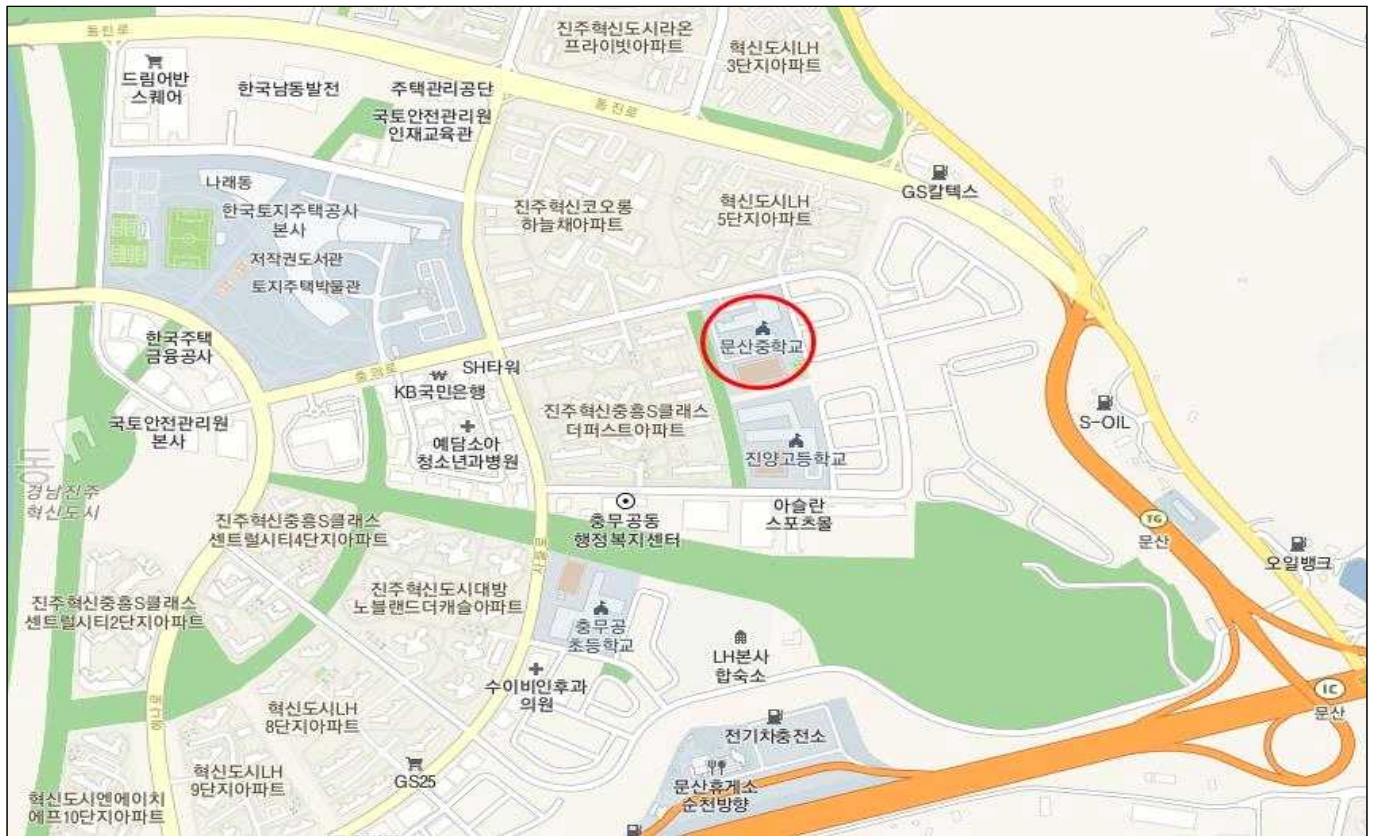 동진로
진주혁신도시라온
프라이빗아파트
혁신도시LH
3단지아파트
드림어반
스퀘어
한국남동발전
주택관리공단
국토안전관리원
인재교육관
동진로
GS칼텍스
나래동
한국토지주택공사
본사
저작권도서관
토지주택박물관
진주혁신코오롱
하늘채아파트
혁신도시LH
5단지아파트
한국주택
금융공사
문산중학교
충의로
SH타워
₩
KB국민은행
국토안전관리원
본사
예담소아
청소년과병원
진주혁신중흥S클래스
더퍼스트아파트
S-OIL
진양고등학교
동
경남진주
혁신도시
진주혁신중흥S클래스
센트럴시티4단지아파트
충무공동
행정복지센터
아슬란
스포츠몰
TG
문산
사들로
오일뱅크
진주혁신중흥S클래스
센트럴시티2단지아파트
진주혁신도시대방
노블랜드더캐슬아파트
충무공
초등학교
LH본사
합숙소
수이비인후과
의원
IC
문산
에나로
혁신도시LH
8단지아파트
전기차충전소
혁신도시LH
9단지아파트
GS25
문산휴게소
순천방향
혁신도시엔에이치
에프10단지아파트